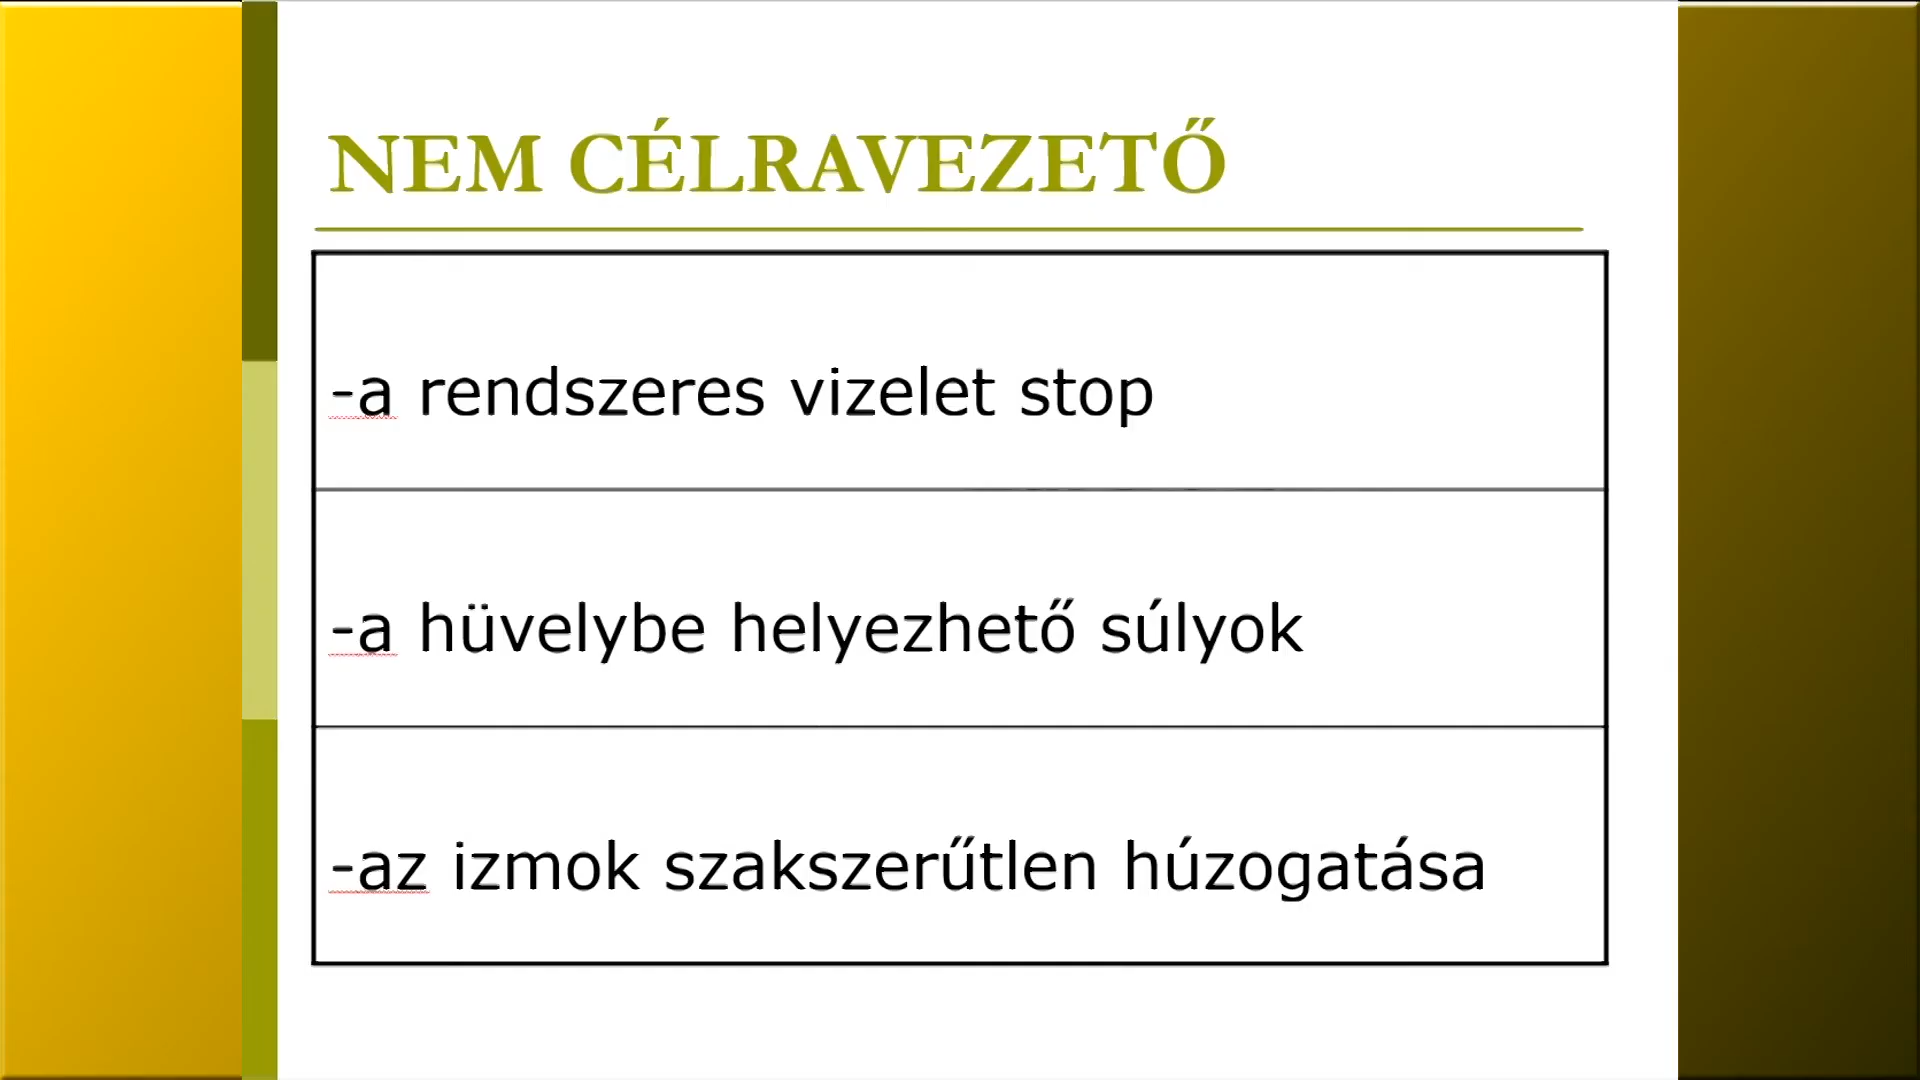 NEM CÉLRAVEZETŐ
-a rendszeres vizelet stop
-a hüvelybe helyezhető súlyok
-az izmok szakszerűtlen húzogatása